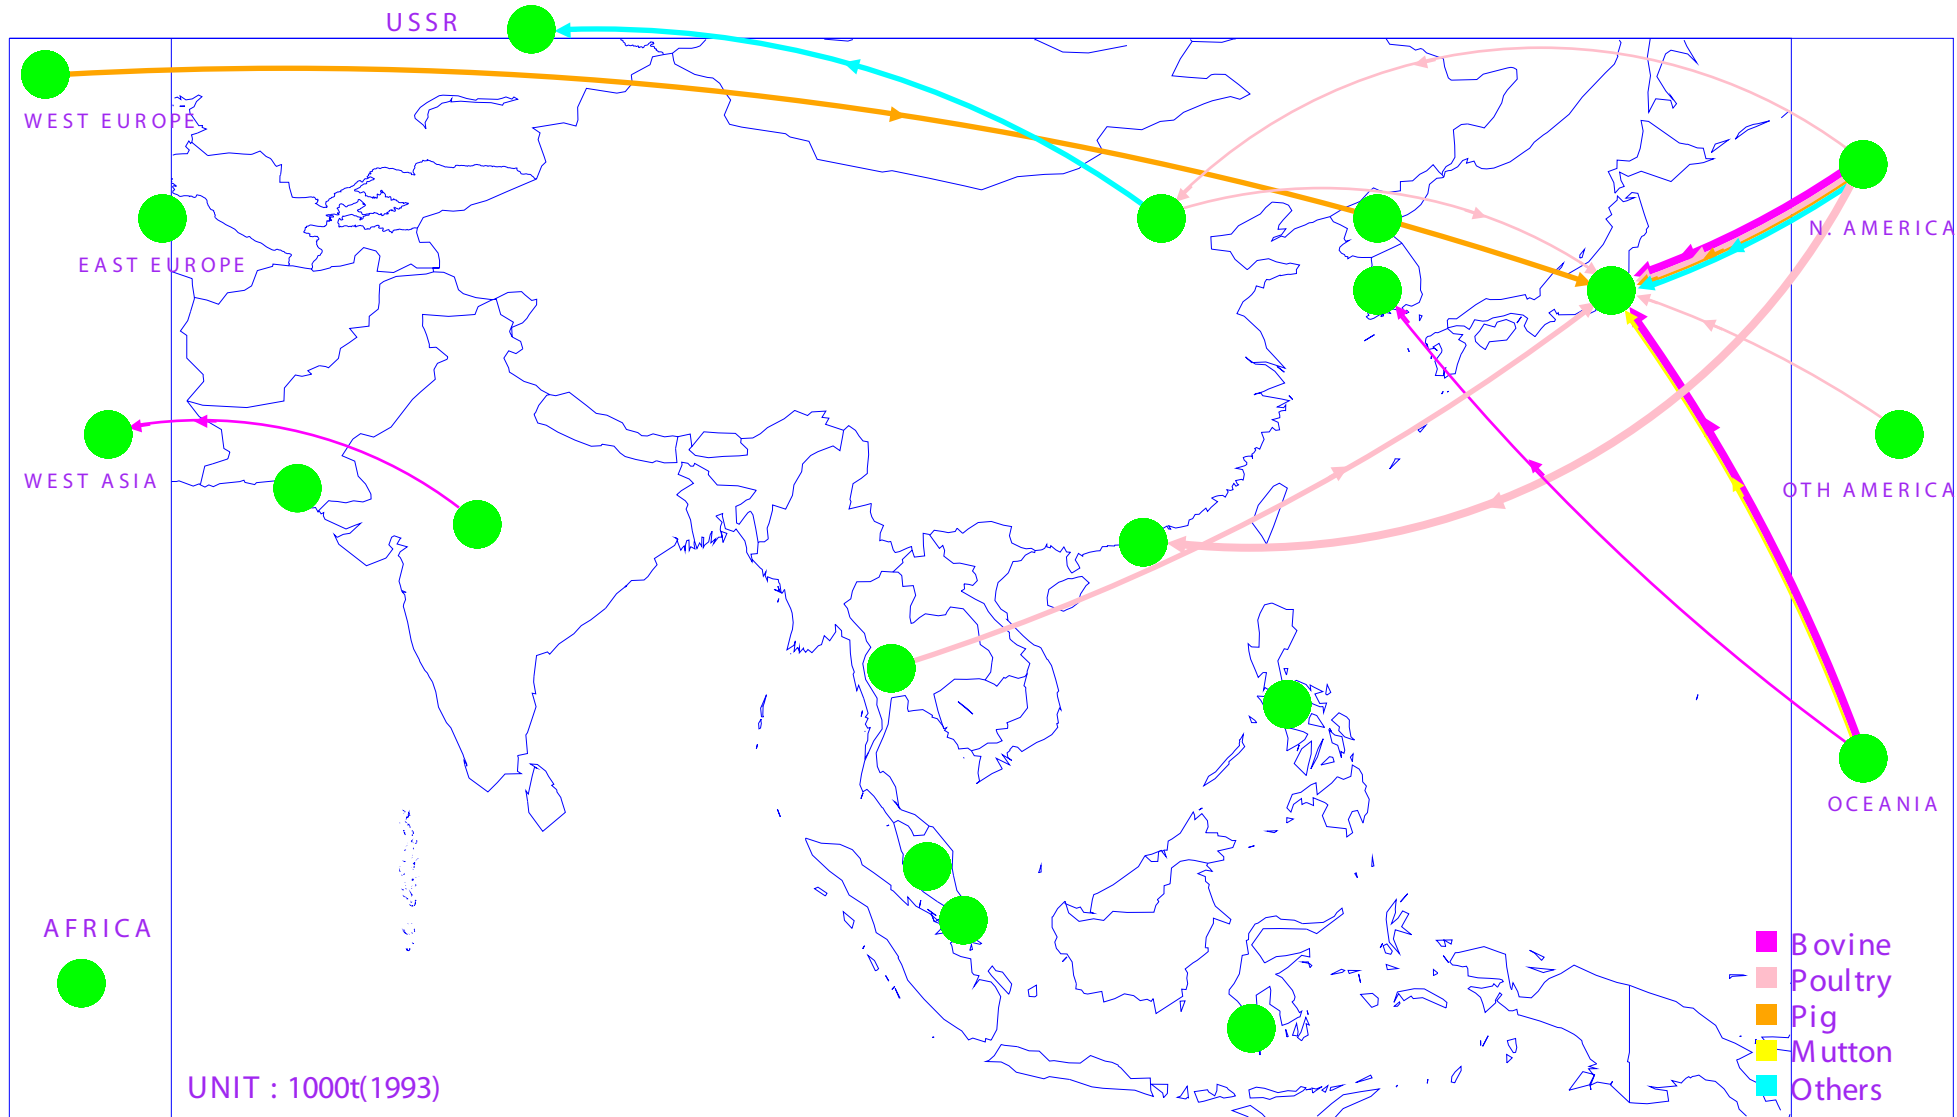 USSR
WEST EUROPE
N. AMERICA
EAST EUROPE
WEST ASIA
OTH AMERICA
OCEANIA
AFRICA
Bovine
Poultry
Pig
Mutton
Others
UNIT : 1000t(1993)